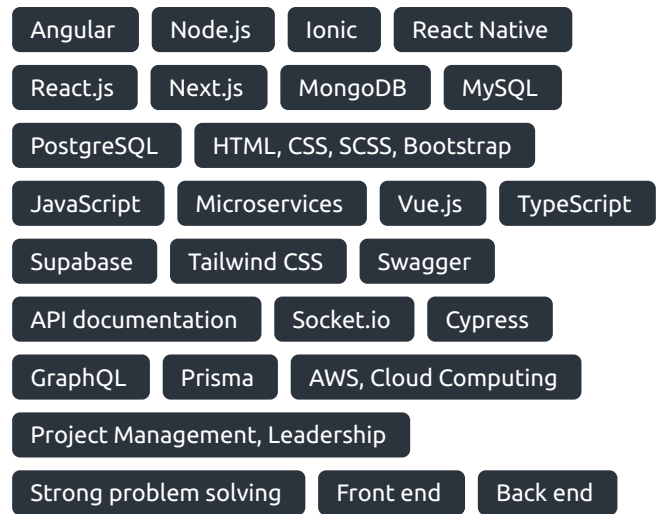 Angular Node.js Ionic React Native
React.js Next.js MongoDB MySQL
PostgreSQL HTML, CSS, SCSS, Bootstrap
JavaScript Microservices Vue.js TypeScript
Supabase Tailwind CSS Swagger
API documentation Socket.io Cypress
GraphQL Prisma AWS, Cloud Computing
Project Management, Leadership
Strong problem solving Front end Back end